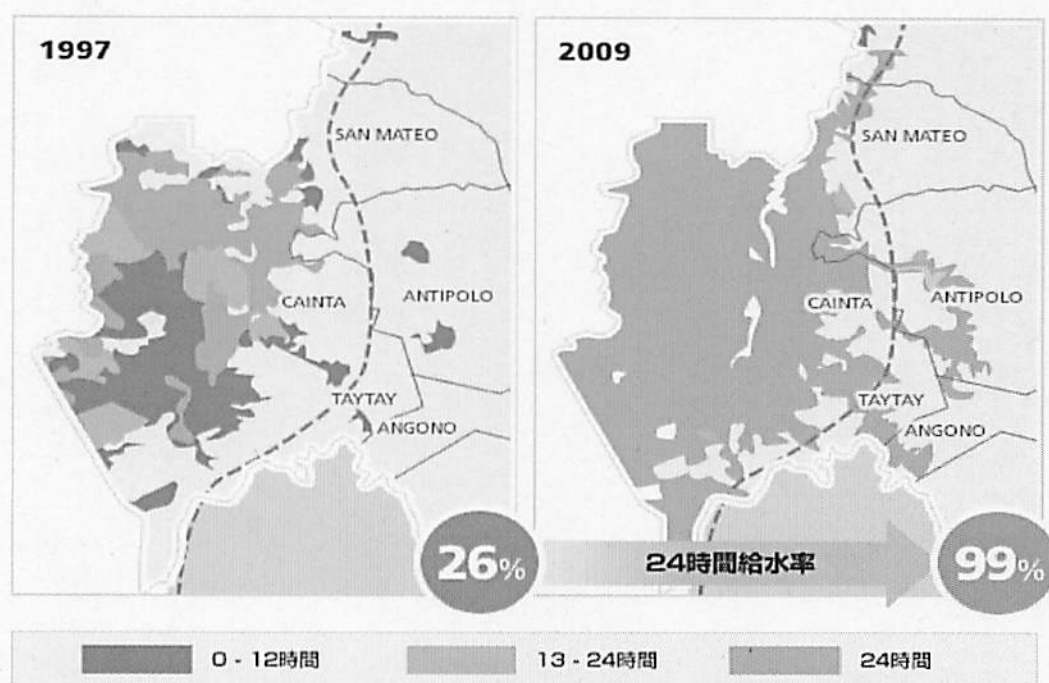 1997
SAN MATEO
CAINTA
ANTIPOLO
TAYTAY
ANGONO
26%
2009
SAN MATEO
CAINTA
ANTIPOLO
TAYTAY
ANGONO
24時間給水率
99%
0 - 12時間
13 - 24時間
24時間